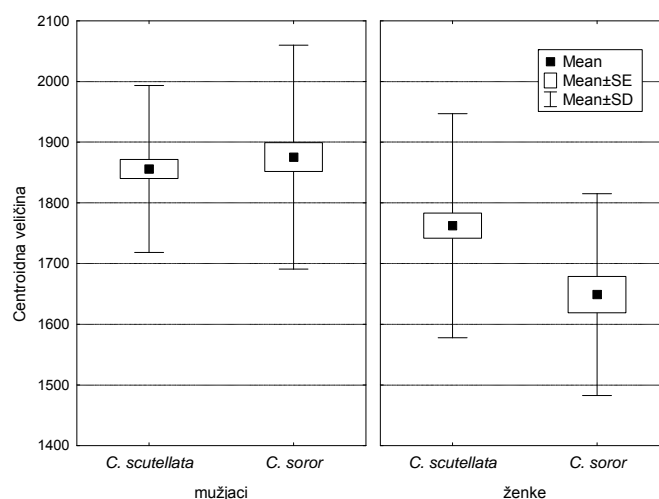 2100
2000
1900
1800
1700
1600
1500
1400
Centroidna veličina
Mean
Mean±SE
Mean±SD
C. scutellata
C. soror
C. scutellata
C. soror
mužjaci
ženke